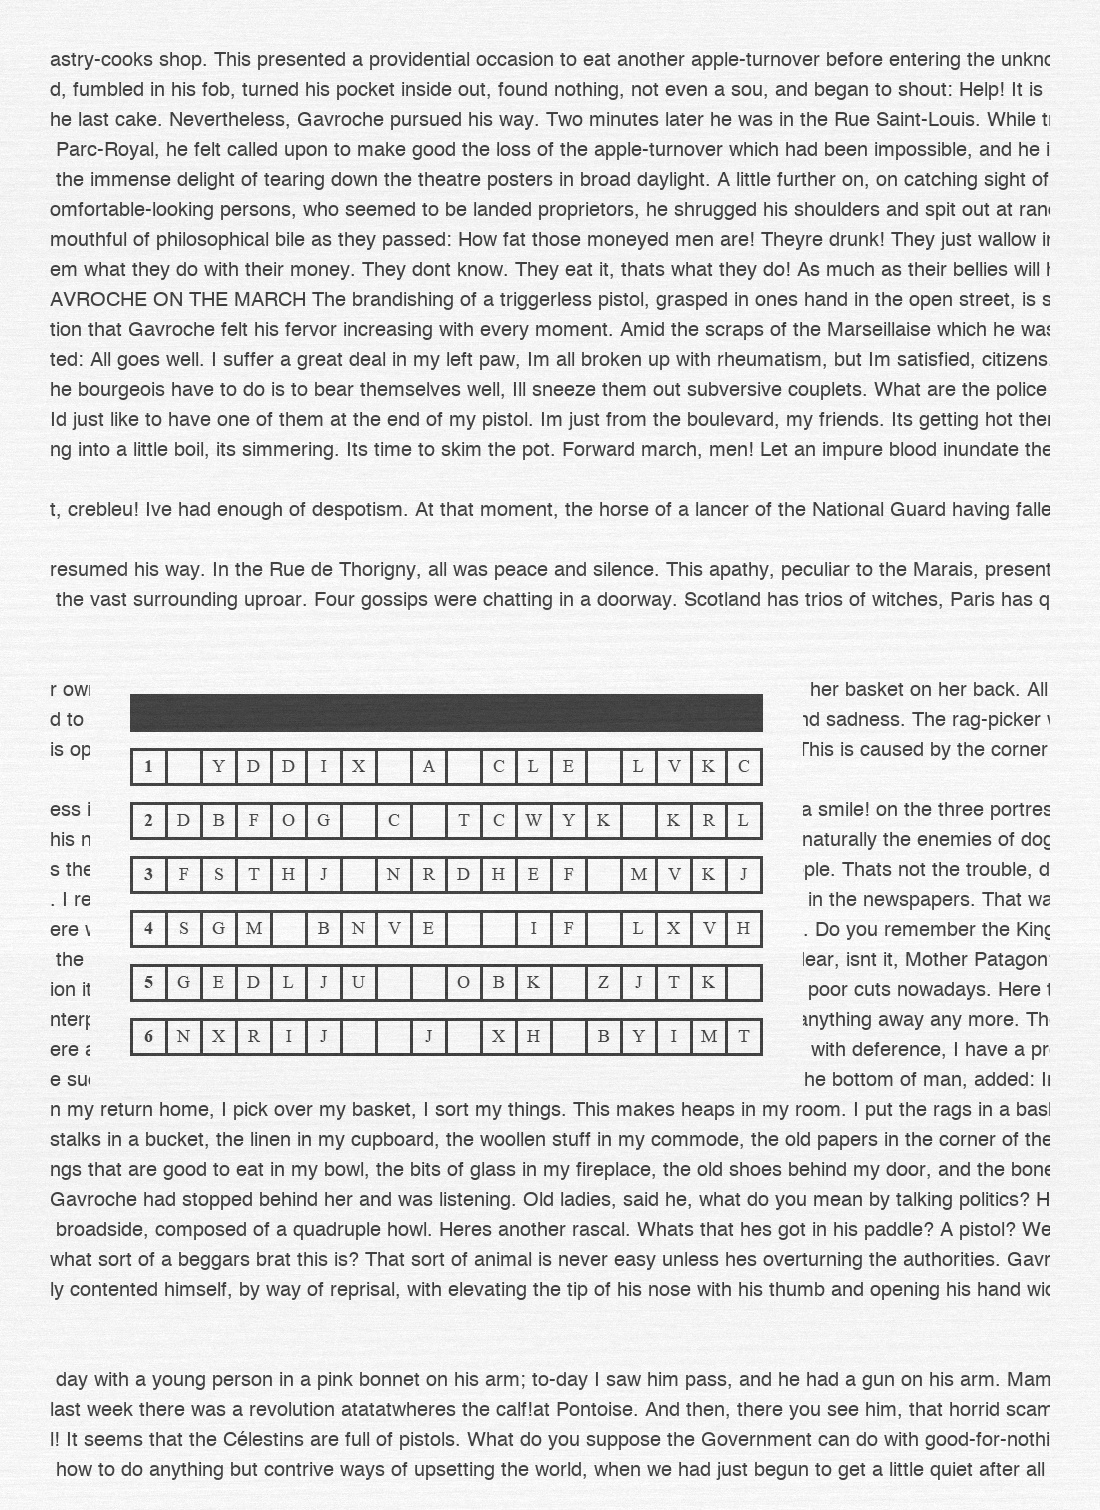 astry-cooks shop. This presented a providential occasion to eat another apple-turnover before entering the unkno
d, fumbled in his fob, turned his pocket inside out, found nothing, not even a sou, and began to shout: Help! It is
he last cake. Nevertheless, Gavroche pursued his way. Two minutes later he was in the Rue Saint-Louis. While t
Parc-Royal, he felt called upon to make good the loss of the apple-turnover which had been impossible, and he i
the immense delight of tearing down the theatre posters in broad daylight. A little further on, on catching sight of
omfortable-looking persons, who seemed to be landed proprietors, he shrugged his shoulders and spit out at ran
mouthful of philosophical bile as they passed: How fat those moneyed men are! Theyre drunk! They just wallow i
em what they do with their money. They dont know. They eat it, thats what they do! As much as their bellies will
AVROCHE ON THE MARCH The brandishing of a triggerless pistol, grasped in ones hand in the open street, is s
tion that Gavroche felt his fervor increasing with every moment. Amid the scraps of the Marseillaise which he was
ted: All goes well. I suffer a great deal in my left paw, Im all broken up with rheumatism, but Im satisfied, citizens.
he bourgeois have to do is to bear themselves well, Ill sneeze them out subversive couplets. What are the police
Id just like to have one of them at the end of my pistol. Im just from the boulevard, my friends. Its getting hot ther
ng into a little boil, its simmering. Its time to skim the pot. Forward march, men! Let an impure blood inundate the
t, crebleu! Ive had enough of despotism. At that moment, the horse of a lancer of the National Guard having falle
resumed his way. In the Rue de Thorigny, all was peace and silence. This apathy, peculiar to the Marais, present
the vast surrounding uproar. Four gossips were chatting in a doorway. Scotland has trios of witches, Paris has q
r own
d to
is op
ess i
his n
s the
. I re
ere
the
ion it
nterp
ere a
e suc
1 Y D D I X A C L E L V K C
2 D B F O G C T C W Y K K R L
3 F S T H J N R D H E F M V K J
4 S G M B N V E I F L X V H
5 G E D L J U O B K Z J T K
6 N X R I J J X H B Y I M T
her basket on her back. All
nd sadness. The rag-picker
This is caused by the corner
a smile! on the three portres
naturally the enemies of dog
ple. Thats not the trouble, d
in the newspapers. That wa
. Do you remember the King
lear, isnt it, Mother Patagon
poor cuts nowadays. Here t
anything away any more. Th
with deference, I have a pr
he bottom of man, added: I
n my return home, I pick over my basket, I sort my things. This makes heaps in my room. I put the rags in a bas
stalks in a bucket, the linen in my cupboard, the woollen stuff in my commode, the old papers in the corner of the
ngs that are good to eat in my bowl, the bits of glass in my fireplace, the old shoes behind my door, and the bone
Gavroche had stopped behind her and was listening. Old ladies, said he, what do you mean by talking politics? H
broadside, composed of a quadruple howl. Heres another rascal. Whats that hes got in his paddle? A pistol? We
what sort of a beggars brat this is? That sort of animal is never easy unless hes overturning the authorities. Gavr
ly contented himself, by way of reprisal, with elevating the tip of his nose with his thumb and opening his hand wid
day with a young person in a pink bonnet on his arm; to-day I saw him pass, and he had a gun on his arm. Mam
last week there was a revolution atatatwheres the calf!at Pontoise. And then, there you see him, that horrid scam
l! It seems that the Célestins are full of pistols. What do you suppose the Government can do with good-for-nothi
how to do anything but contrive ways of upsetting the world, when we had just begun to get a little quiet after all